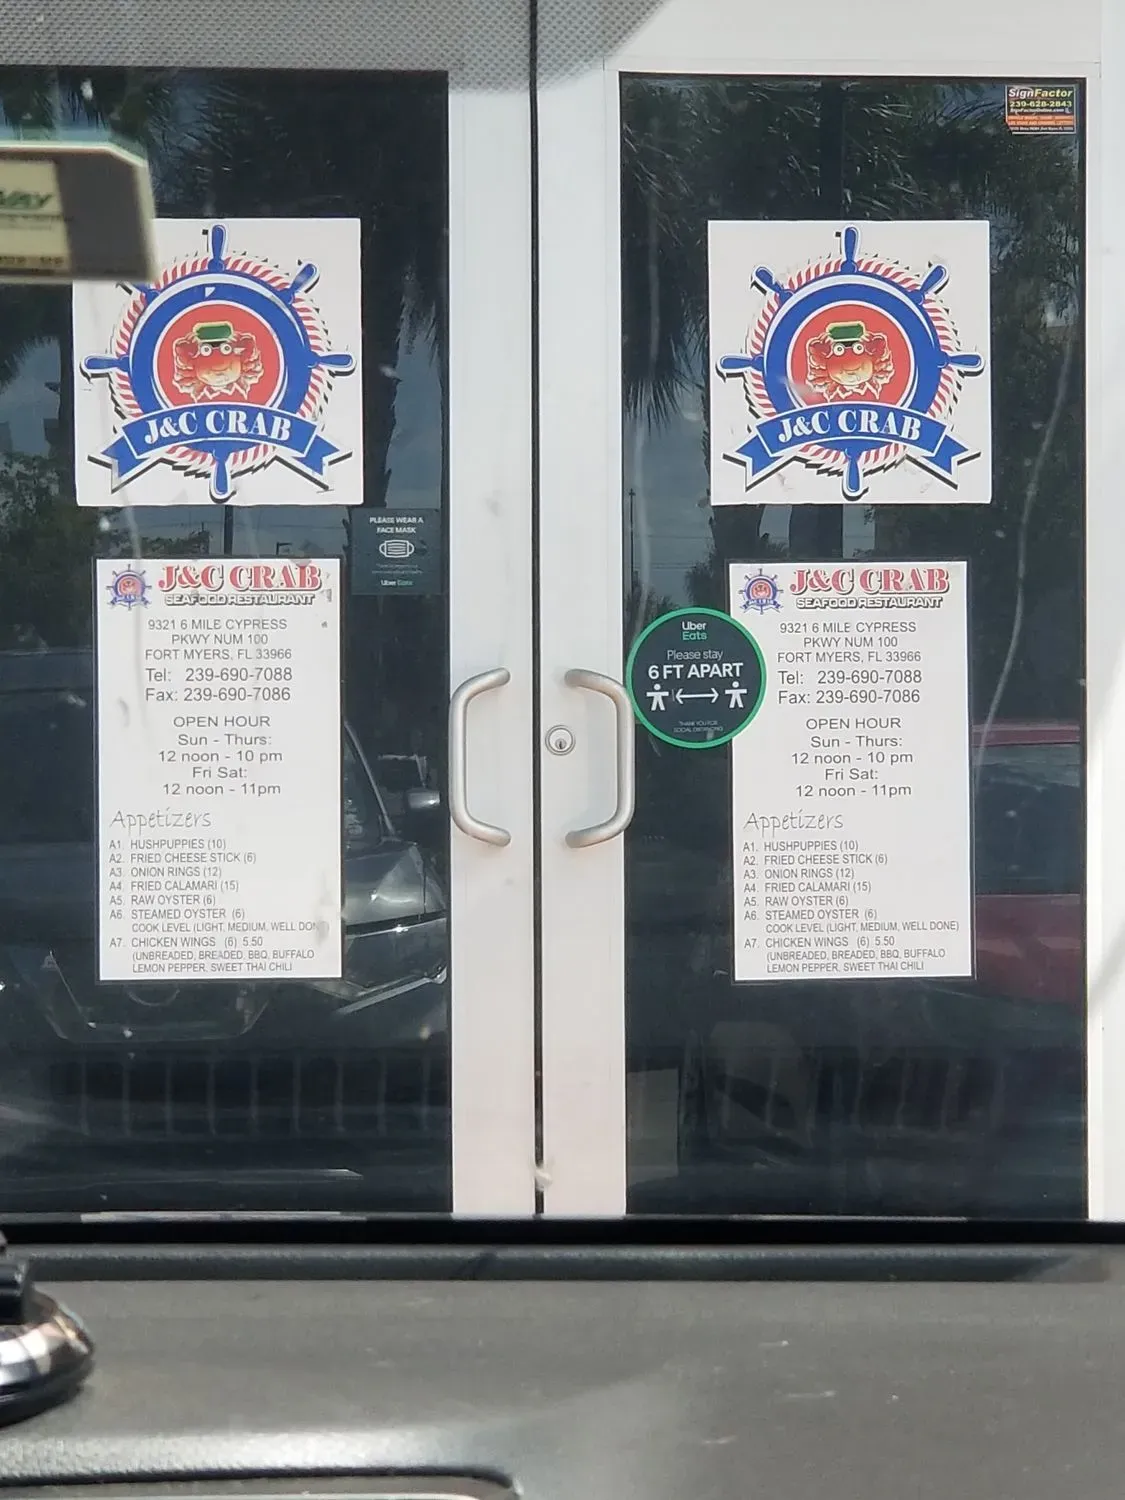 SignFactor
239-628-2843
J&C CRAB
J&C CRAB
PLEASE WEAR A
FACE MASK
Uber Eats
J&C CRAB
SEAFOOD RESTAURANT
9321 6 MILE CYPRESS
PKWY NUM 100
FORT MYERS, FL 33966
Tel: 239-690-7088
Fax: 239-690-7086
OPEN HOUR
Sun - Thurs:
12 noon - 10 pm
Fri Sat:
12 noon - 11pm
Appetizers
A1. HUSHPUPPIES (10)
A2. FRIED CHEESE STICK (6)
A3. ONION RINGS (12)
A4. FRIED CALAMARI (15)
A5. RAW OYSTER (6)
A6. STEAMED OYSTER (6)
COOK LEVEL (LIGHT, MEDIUM, WELL DONE)
A7. CHICKEN WINGS (6) 5.50
(UNBREADED, BREADED, BBQ, BUFFALO
LEMON PEPPER, SWEET THAI CHILI
Uber
Eats
Please stay
6 FT APART
THANK YOU FOR
SOCIAL DISTANCING
J&C CRAB
SEAFOOD RESTAURANT
9321 6 MILE CYPRESS
PKWY NUM 100
FORT MYERS, FL 33966
Tel: 239-690-7088
Fax: 239-690-7086
OPEN HOUR
Sun - Thurs:
12 noon - 10 pm
Fri Sat:
12 noon - 11pm
Appetizers
A1. HUSHPUPPIES (10)
A2. FRIED CHEESE STICK (6)
A3. ONION RINGS (12)
A4. FRIED CALAMARI (15)
A5. RAW OYSTER (6)
A6. STEAMED OYSTER (6)
COOK LEVEL (LIGHT, MEDIUM, WELL DONE)
A7. CHICKEN WINGS (6) 5.50
(UNBREADED, BREADED, BBQ, BUFFALO
LEMON PEPPER, SWEET THAI CHILI